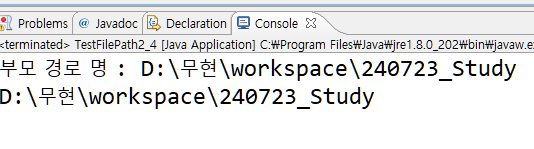 Problems @ Javadoc Declaration Console
<terminated> TestFilePath2_4 [Java Application] C:\Program Files\Java\jre1.8.0_202\bin\javaw.ex
부모 경로 명 : D:\무현\workspace\240723_Study
D:\무현\workspace\240723_Study